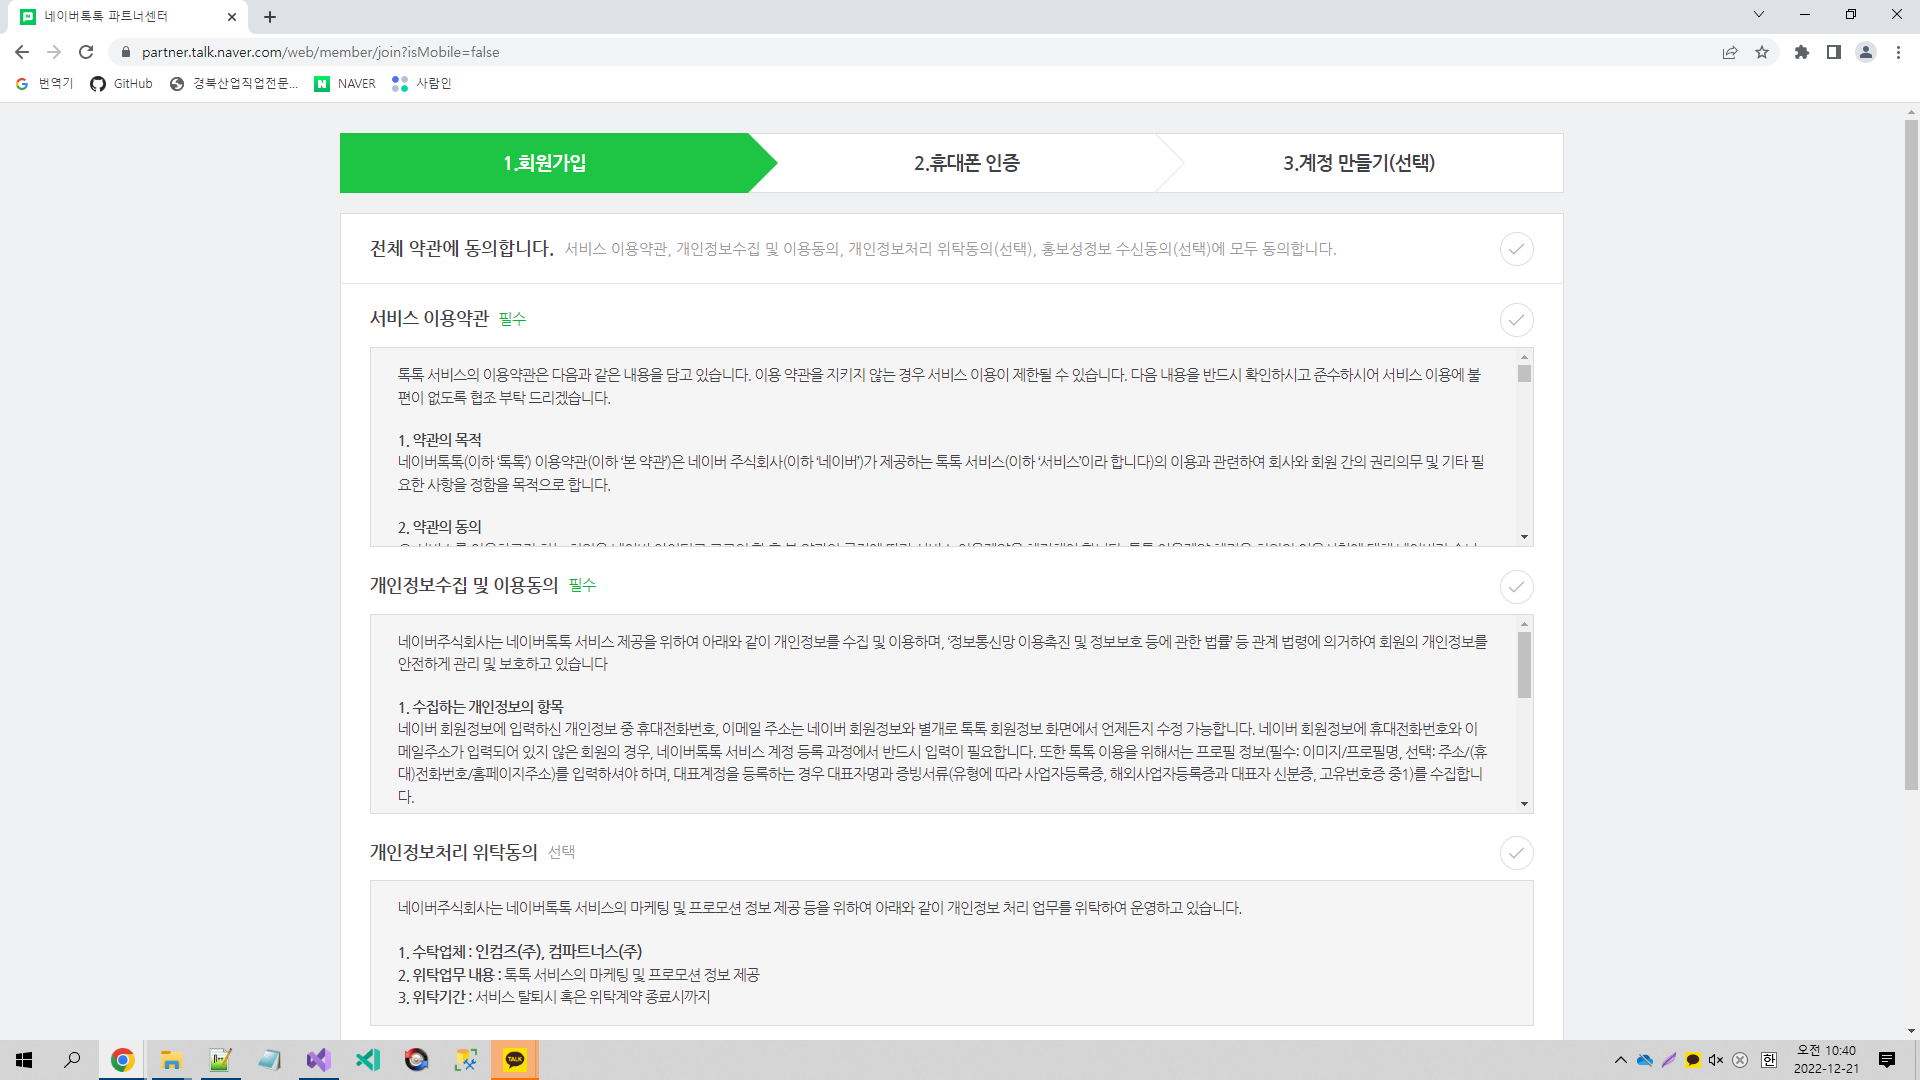 네이버톡톡 파트너센터
partner.talk.naver.com/web/member/join?isMobile=false
번역기 GitHub 경북산업직업전문... NAVER 사람인
1.회원가입 2.휴대폰 인증 3.계정 만들기(선택)
전체 약관에 동의합니다. 서비스 이용약관, 개인정보수집 및 이용동의, 개인정보처리 위탁동의(선택), 홍보성정보 수신동의(선택)에 모두 동의합니다.
서비스 이용약관 필수
톡톡 서비스의 이용약관은 다음과 같은 내용을 담고 있습니다. 이용 약관을 지키지 않는 경우 서비스 이용이 제한될 수 있습니다. 다음 내용을 반드시 확인하시고 준수하시어 서비스 이용에 불
편이 없도록 협조 부탁 드리겠습니다.
1. 약관의 목적
네이버톡톡(이하 ‘톡톡’) 이용약관(이하 ‘본 약관’)은 네이버 주식회사(이하 ‘네이버’)가 제공하는 톡톡 서비스(이하 ‘서비스’이라 합니다)의 이용과 관련하여 회사와 회원 간의 권리의무 및 기타 필
요한 사항을 정함을 목적으로 합니다.
2. 약관의 동의
개인정보수집 및 이용동의 필수
네이버주식회사는 네이버톡톡 서비스 제공을 위하여 아래와 같이 개인정보를 수집 및 이용하며, ‘정보통신망 이용촉진 및 정보보호 등에 관한 법률’ 등 관계 법령에 의거하여 회원의 개인정보를
안전하게 관리 및 보호하고 있습니다
1. 수집하는 개인정보의 항목
네이버 회원정보에 입력하신 개인정보 중 휴대전화번호, 이메일 주소는 네이버 회원정보와 별개로 톡톡 회원정보 화면에서 언제든지 수정 가능합니다. 네이버 회원정보에 휴대전화번호와 이
메일주소가 입력되어 있지 않은 회원의 경우, 네이버톡톡 서비스 계정 등록 과정에서 반드시 입력이 필요합니다. 또한 톡톡 이용을 위해서는 프로필 정보(필수: 이미지/프로필명, 선택: 주소/(휴
대)전화번호/홈페이지주소)를 입력하셔야 하며, 대표계정을 등록하는 경우 대표자명과 증빙서류(유형에 따라 사업자등록증, 해외사업자등록증과 대표자 신분증, 고유번호증 중1)를 수집합니
다.
개인정보처리 위탁동의 선택
네이버주식회사는 네이버톡톡 서비스의 마케팅 및 프로모션 정보 제공 등을 위하여 아래와 같이 개인정보 처리 업무를 위탁하여 운영하고 있습니다.
1. 수탁업체 : 인컴즈(주), 컴파트너스(주)
2. 위탁업무 내용 : 톡톡 서비스의 마케팅 및 프로모션 정보 제공
3. 위탁기간 : 서비스 탈퇴시 혹은 위탁계약 종료시까지
TALK
한
오전 10:40
2022-12-21